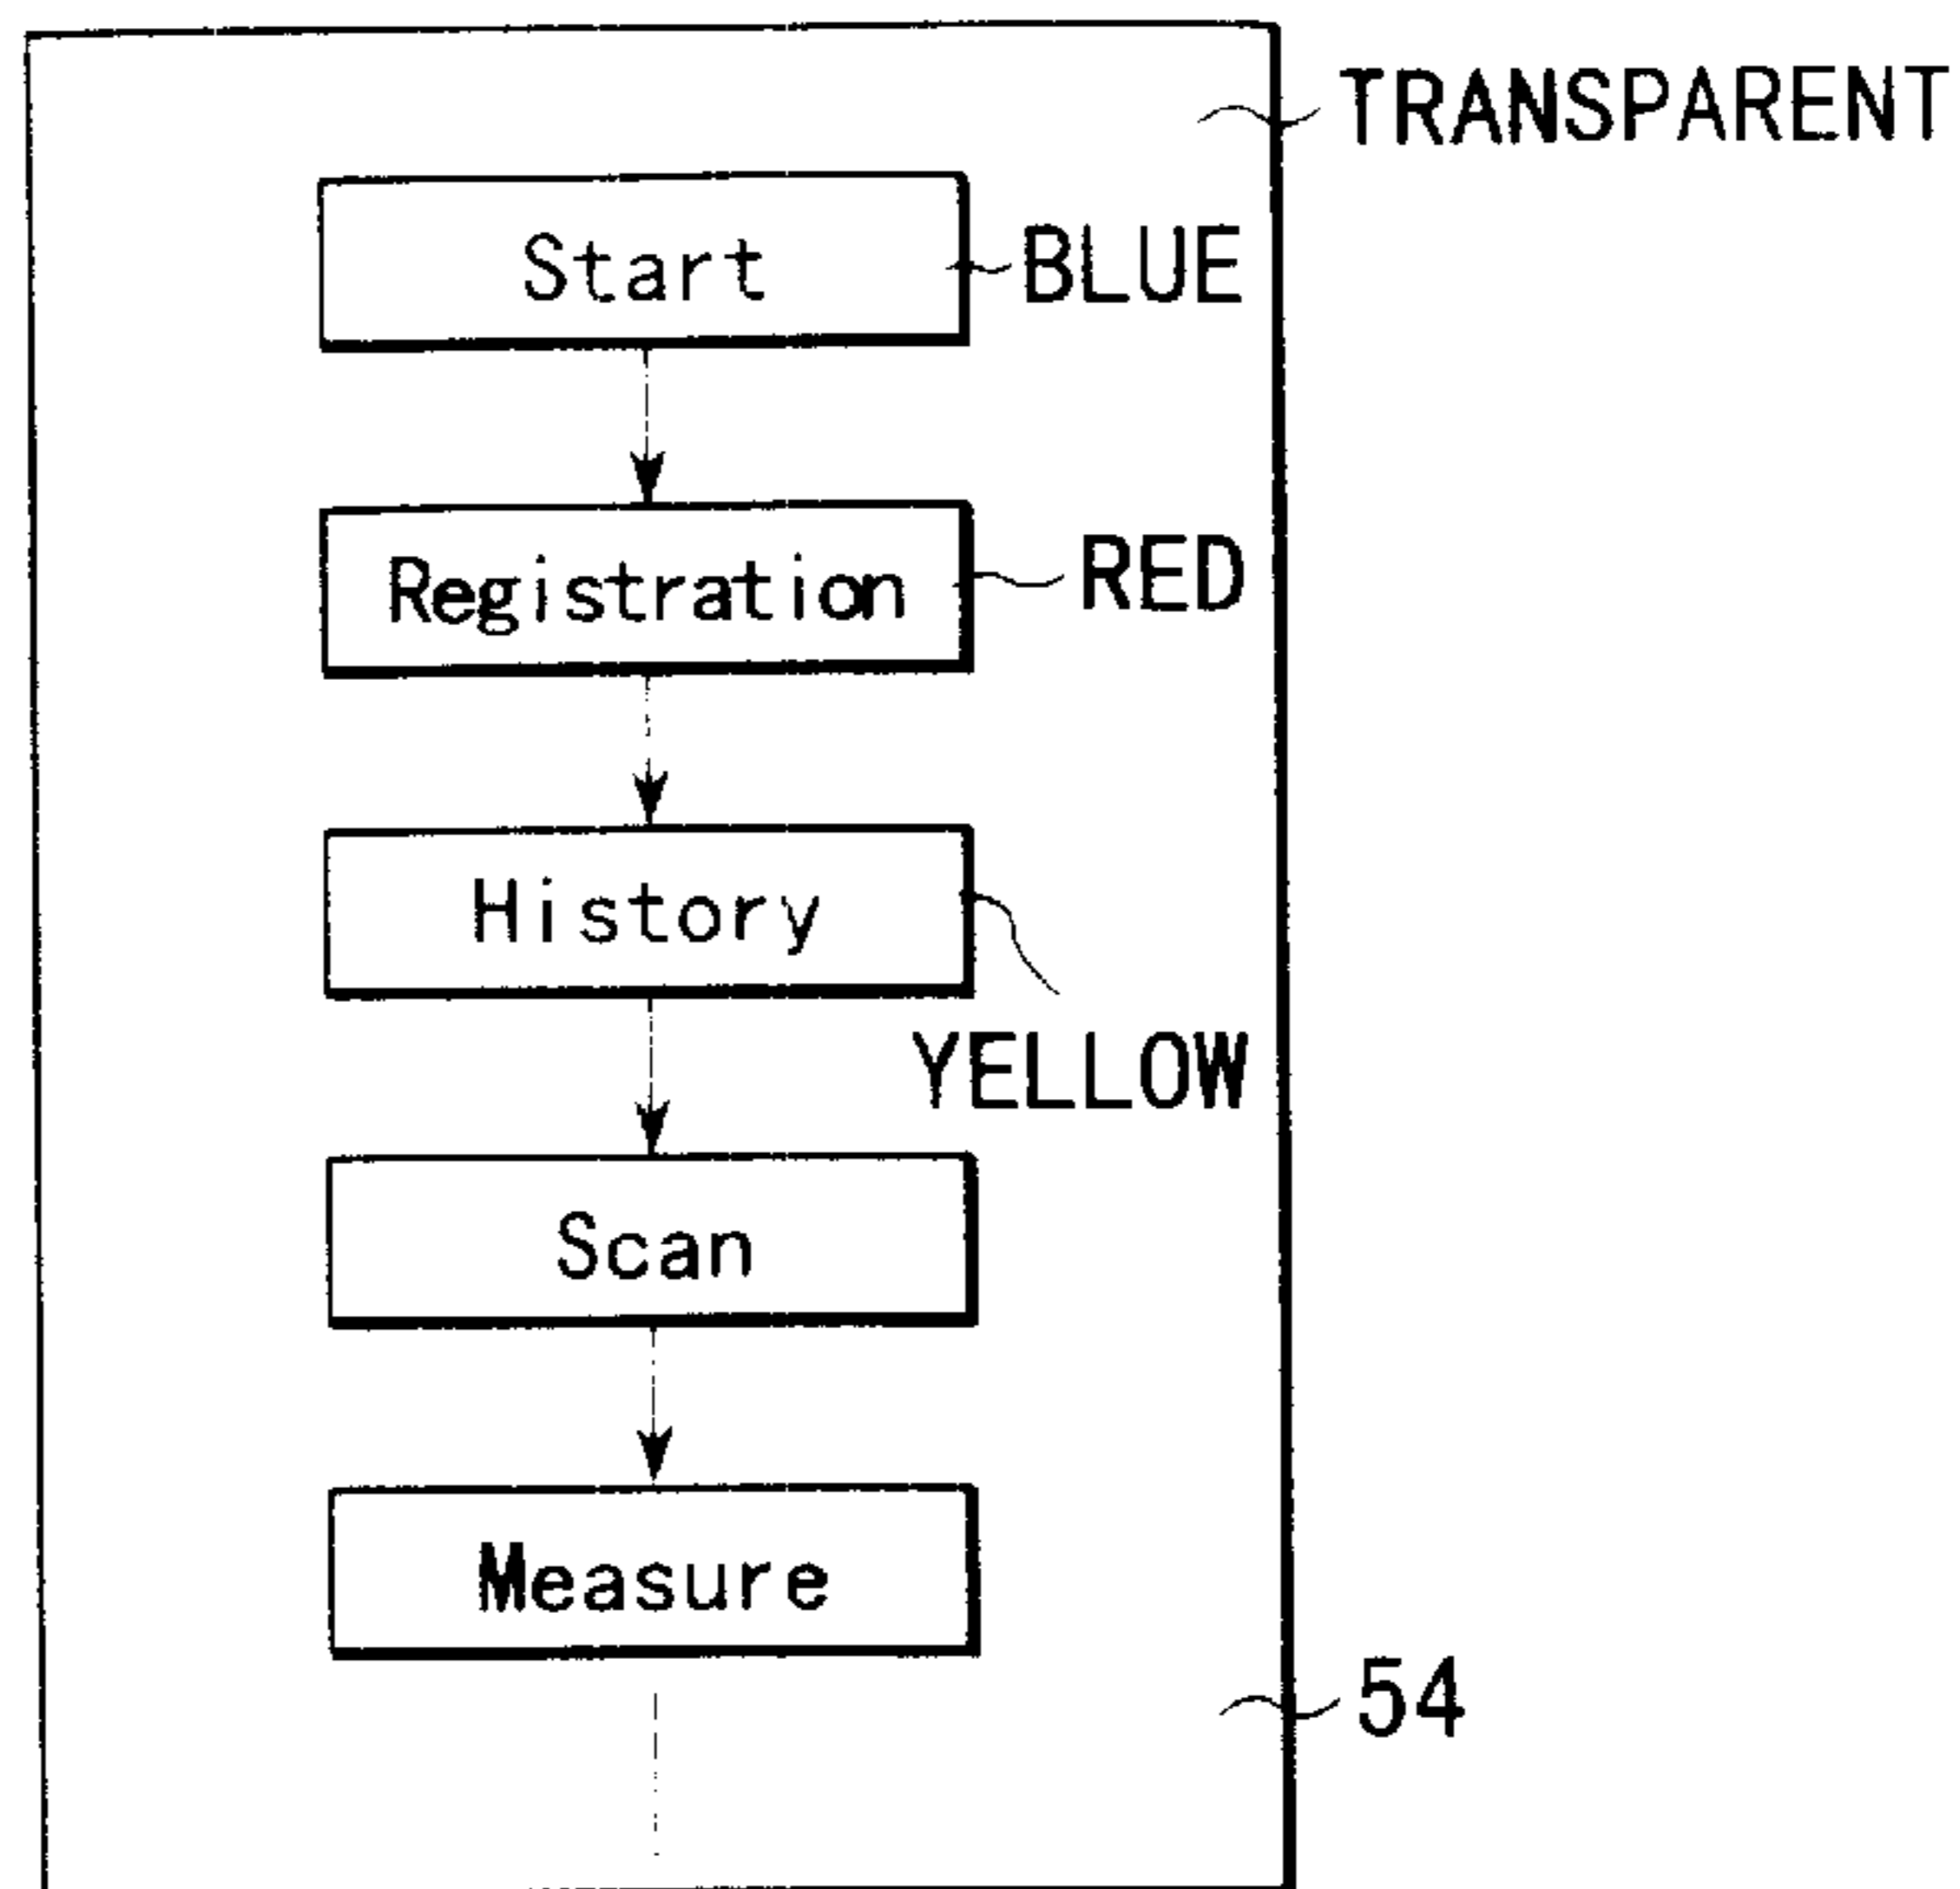 TRANSPARENT
Start
BLUE
Registration
RED
History
YELLOW
Scan
Measure
54